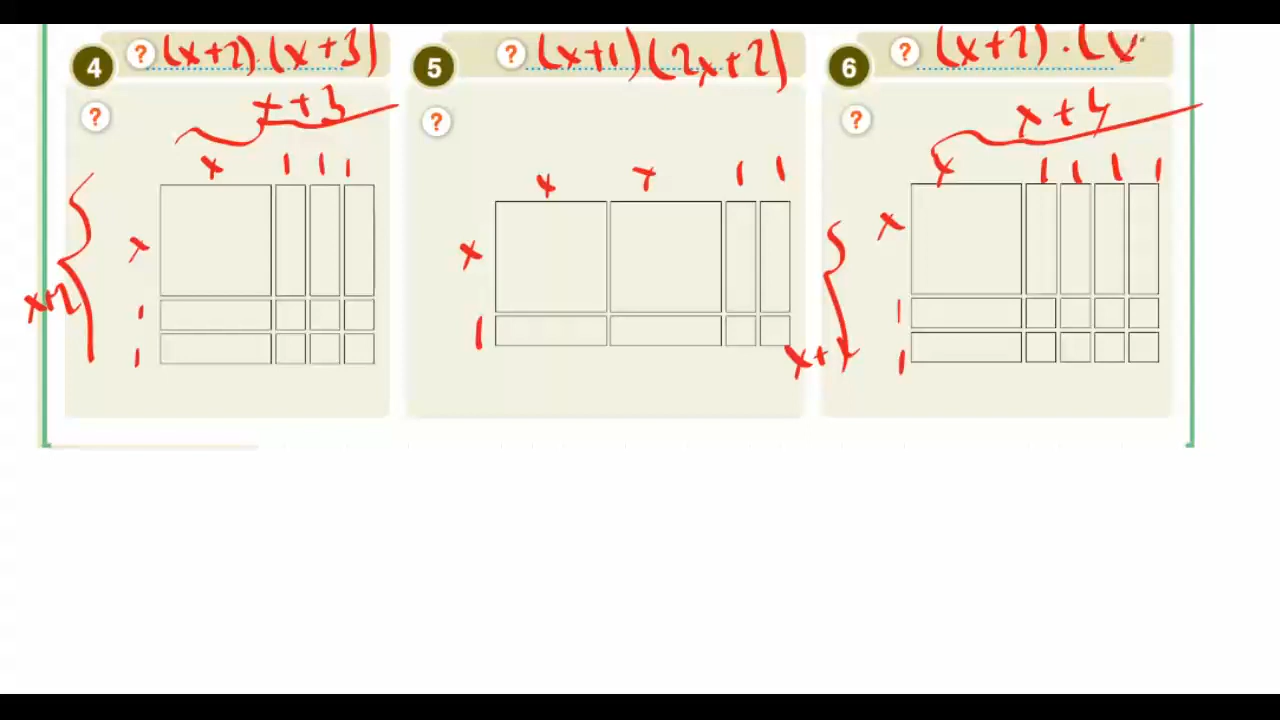 4 ? (x+2).(x+3)
? x+3
x 1 1 1
x
1
1
x+2
5 ? (x+1)(2x+2)
?
x x 1 1
x
1
6 ? (x+2).(x
? x+4
x 1 1 1 1
x
1
1